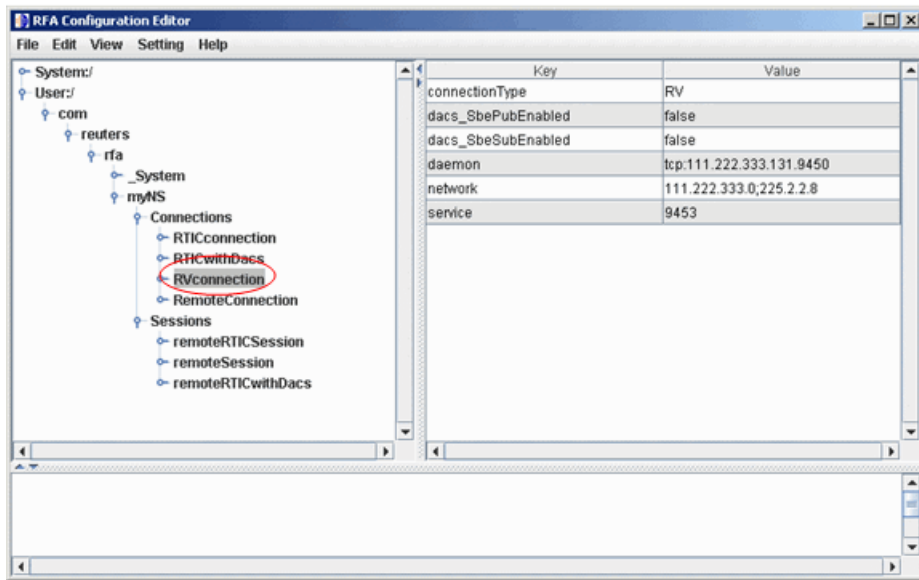 RFA Configuration Editor
File Edit View Setting Help
System:/
User:/
com
reuters
rfa
_System
myNS
Connections
RTICconnection
RTICwithDacs
RVconnection
RemoteConnection
Sessions
remoteRTICSession
remoteSession
remoteRTICwithDacs
Key Value
connectionType RV
dacs_SbePubEnabled false
dacs_SbeSubEnabled false
daemon tcp:111.222.333.131.9450
network 111.222.333.0;225.2.2.8
service 9453